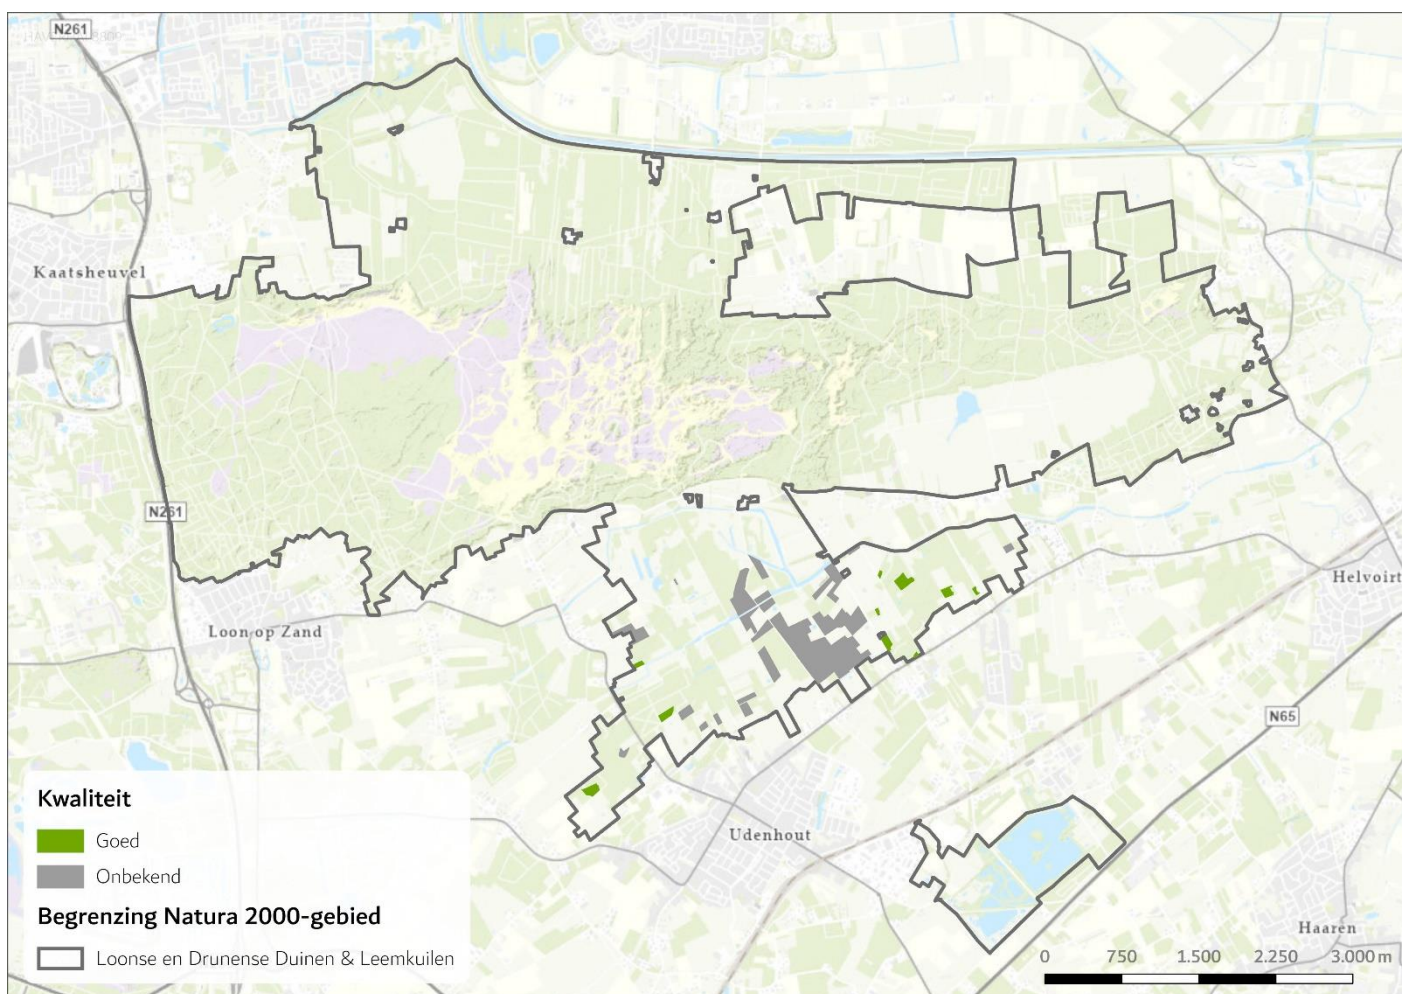 N261
Kaatsheuvel
N261
Loon op Zand
Helvoirt
N65
Udenhout
Haaren
Kwaliteit
Goed
Onbekend
Begrenzing Natura 2000-gebied
Loonse en Drunense Duinen & Leemkuilen
0 750 1.500 2.250 3.000 m